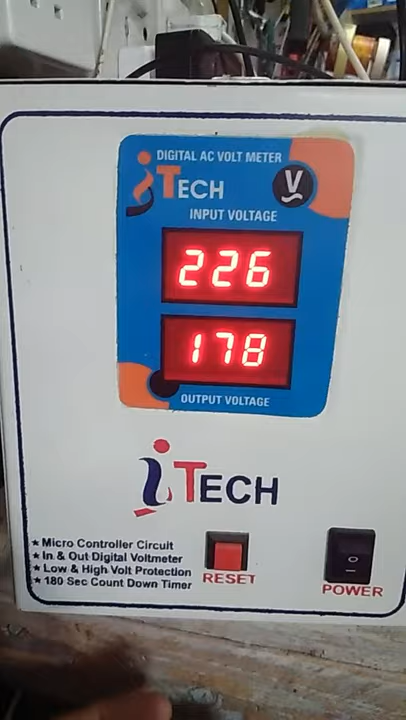 DIGITAL AC VOLT METER
iTECH
V
INPUT VOLTAGE
226
178
OUTPUT VOLTAGE
iTECH
★ Micro Controller Circuit
★ In & Out Digital Voltmeter
★ Low & High Volt Protection
★ 180 Sec Count Down Timer
RESET
POWER